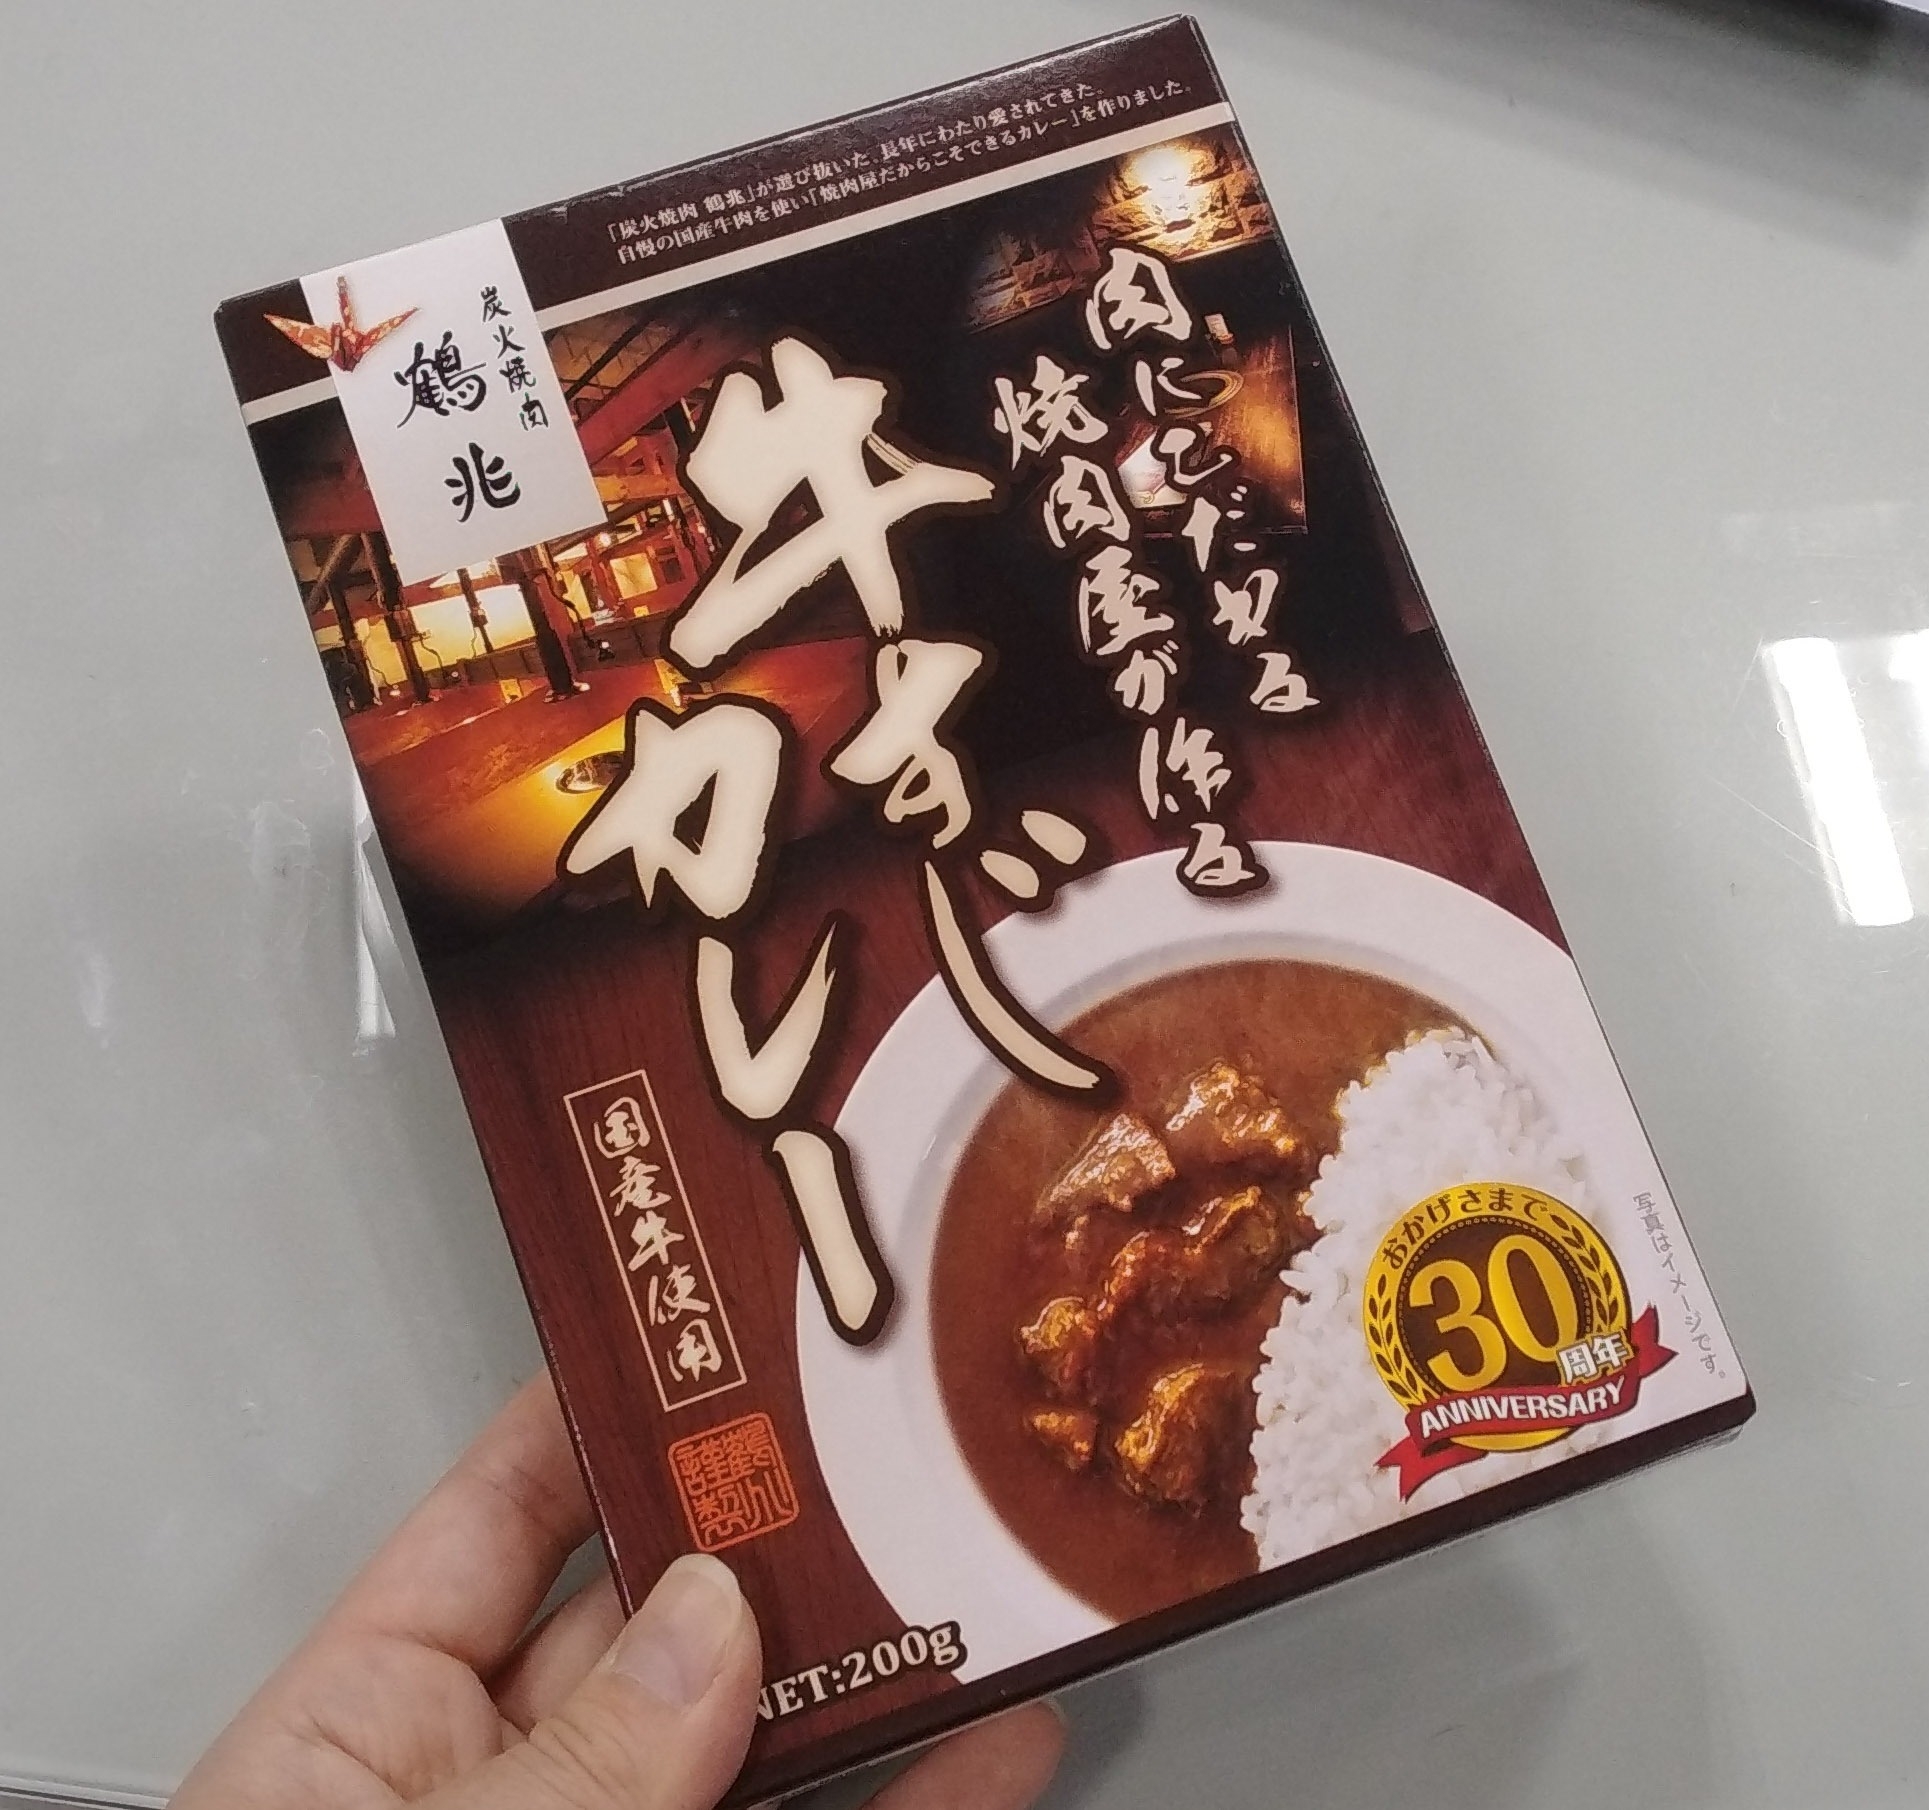 「炭火焼肉 鶴兆」が選び抜いた、長年にわたり愛されてきた。
自慢の国産牛肉を使い「焼肉屋だからこそできるカレー」を作りました。
炭火焼肉
鶴兆
肉にこだわる
焼肉屋が作る
牛すじ
カレー
国産牛使用
鶴兆
謹製
おかげさまで
30
周年
ANNIVERSARY
写真はイメージです。
NET:200g